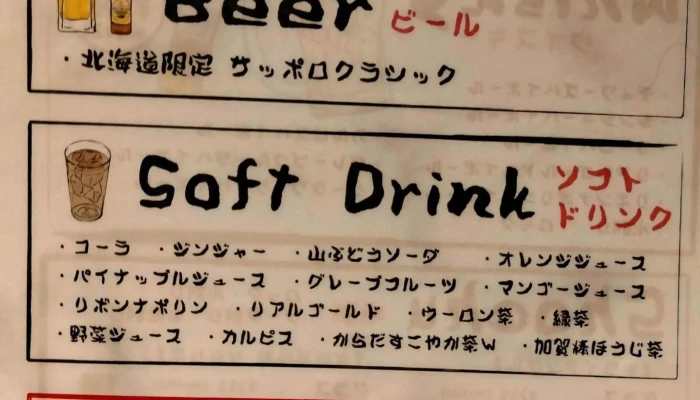 Beer ビール
・北海道限定 サッポロクラシック
Soft Drink ソフト
ドリンク
・コーラ ・ジンジャー ・山ぶどうソーダ ・オレンジジュース
・パイナップルジュース ・グレープフルーツ ・マンゴージュース
・リボンナポリン ・リアルゴールド ・ウーロン茶 ・緑茶
・野菜ジュース ・カルピス ・からだすこやか茶W ・加賀棒ほうじ茶